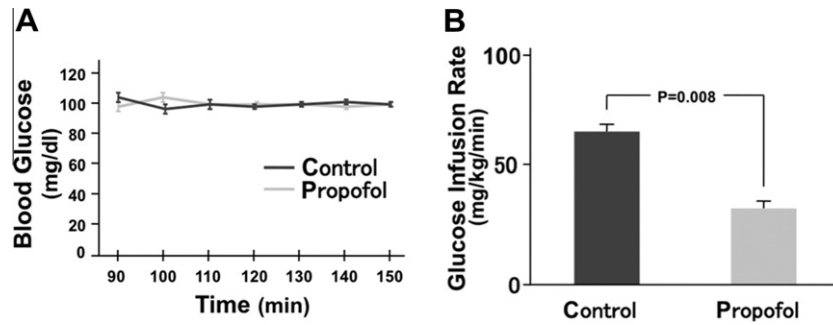 A
Blood Glucose
(mg/dl)
120
100
80
60
40
20
0
90 100 110 120 130 140 150
Time (min)
Control
Propofol
B
Glucose Infusion Rate
(mg/kg/min)
100
50
0
P=0.008
Control Propofol